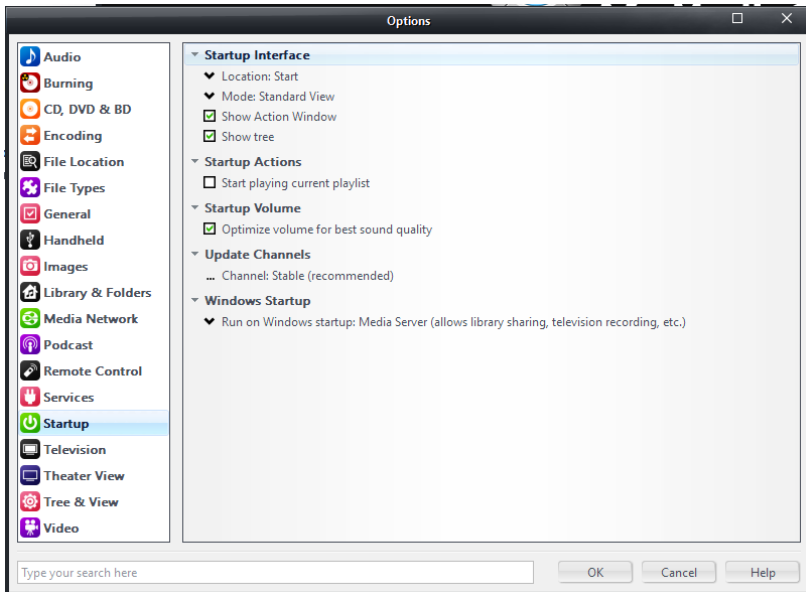 Options
Audio
Burning
CD, DVD & BD
Encoding
File Location
File Types
General
Handheld
Images
Library & Folders
Media Network
Podcast
Remote Control
Services
Startup
Television
Theater View
Tree & View
Video
Startup Interface
Location: Start
Mode: Standard View
Show Action Window
Show tree
Startup Actions
Start playing current playlist
Startup Volume
Optimize volume for best sound quality
Update Channels
... Channel: Stable (recommended)
Windows Startup
Run on Windows startup: Media Server (allows library sharing, television recording, etc.)
Type your search here
OK
Cancel
Help